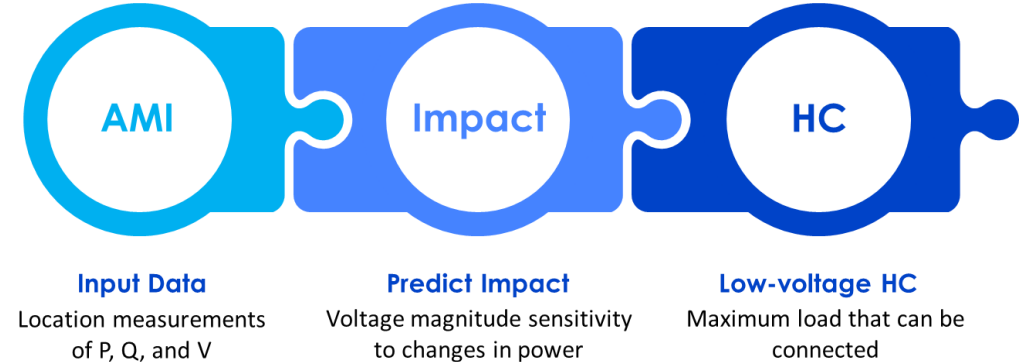 AMI
Impact
HC
Input Data
Location measurements
of P, Q, and V
Predict Impact
Voltage magnitude sensitivity
to changes in power
Low-voltage HC
Maximum load that can be
connected